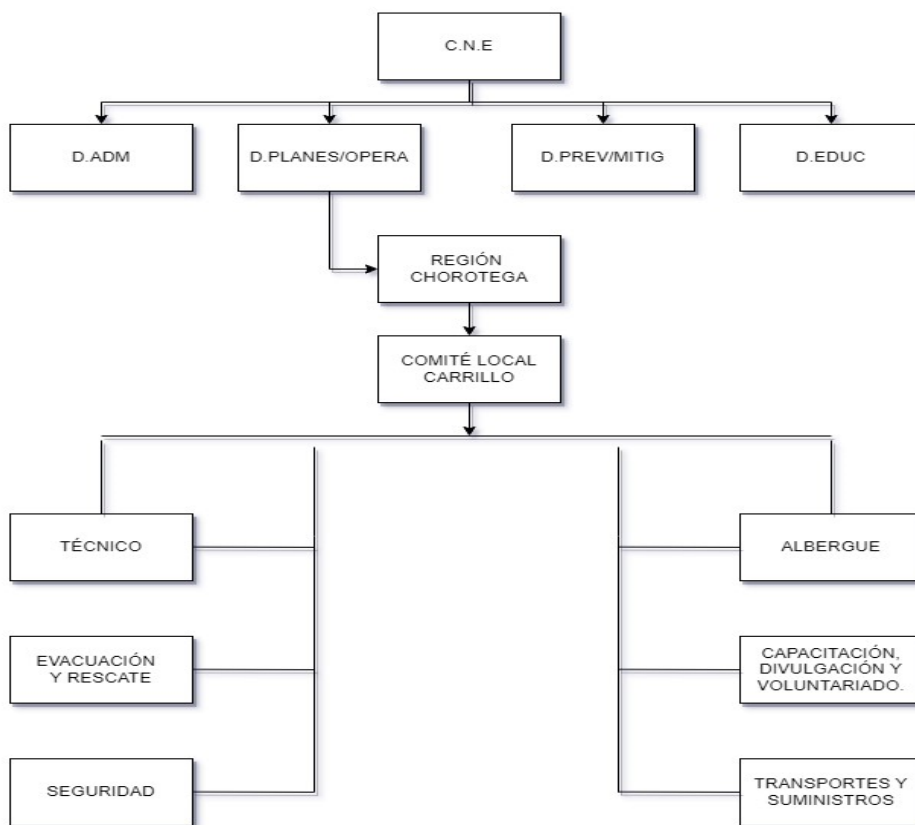 C.N.E
D.ADM
D.PLANES/OPERA
D.PREV/MITIG
D.EDUC
REGIÓN
CHOROTEGA
COMITÉ LOCAL
CARRILLO
TÉCNICO
ALBERGUE
EVACUACIÓN
Y RESCATE
CAPACITACIÓN,
DIVULGACIÓN Y
VOLUNTARIADO.
SEGURIDAD
TRANSPORTES Y
SUMINISTROS